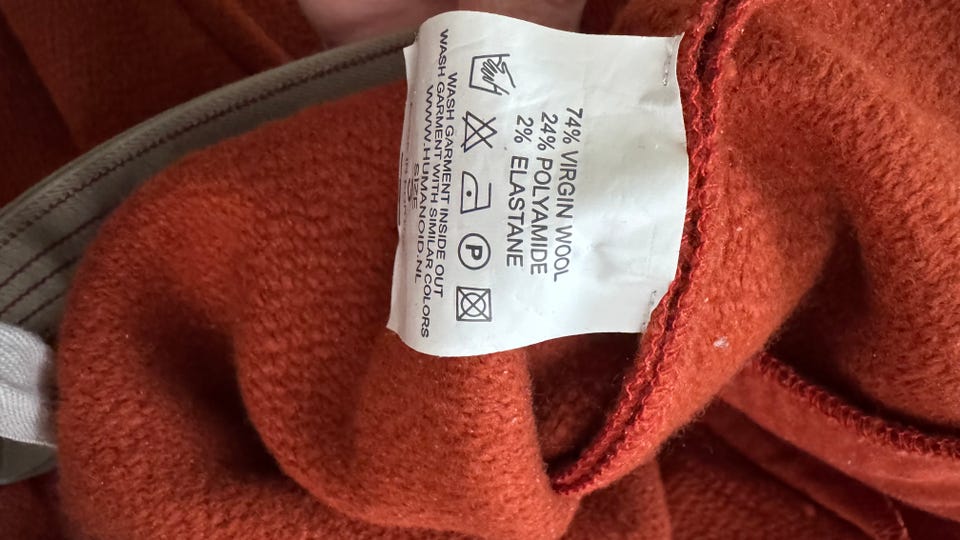 74% VIRGIN WOOL
24% POLYAMIDE
2% ELASTANE
P
WASH GARMENT INSIDE OUT
WASH GARMENT WITH SIMILAR COLORS
WWW.HUMANOID.NL
SIZE
S